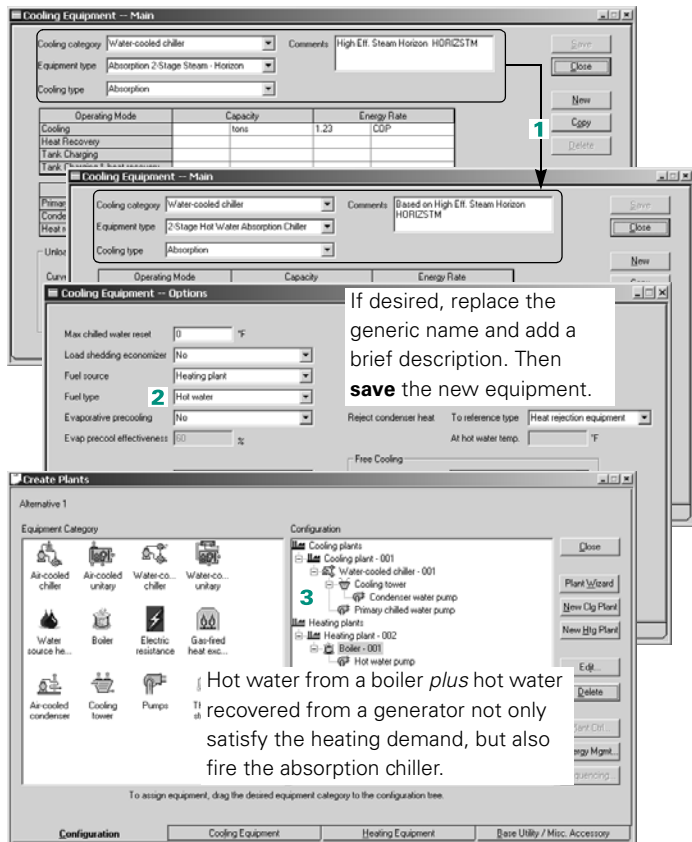 Cooling Equipment -- Main
Cooling category Water-cooled chiller
Comments High Eff. Steam Horizon HORIZSTM
Save
Equipment type Absorption 2-Stage Steam - Horizon
Close
Cooling type Absorption
New
Operating Mode Capacity Energy Rate
Copy
Cooling tons 1.23 COP
1
Heat Recovery
Delete
Tank Charging
Tank Charging
Cooling Equipment -- Main
Cooling category Water-cooled chiller
Comments Based on High Eff. Steam Horizon
HORIZSTM
Save
Equipment type 2-Stage Hot Water Absorption Chiller
Close
Cooling type Absorption
New
Operating Mode Capacity Energy Rate
Cooling Equipment -- Options
If desired, replace the
generic name and add a
brief description. Then
save the new equipment.
Max chilled water reset 0 °F
Load shedding economizer No
Fuel source Heating plant
2
Fuel type Hot water
Evaporative precooling No
Reject condenser heat To reference type Heat rejection equipment
Evap precool effectiveness 60 %
At hot water temp. °F
Free Cooling
Create Plants
Alternative 1
Equipment Category
Configuration
Air-cooled chiller
Air-cooled unitary
Water-co... chiller
Water-co... unitary
Water source he...
Boiler
Electric resistance
Gas-fired heat exc...
Air-cooled condenser
Cooling tower
Pumps
3
Cooling plants
Cooling plant - 001
Water-cooled chiller - 001
Cooling tower
Condenser water pump
Primary chilled water pump
Heating plants
Heating plant - 002
Boiler - 001
Hot water pump
Close
Plant Wizard
New Clg Plant
New Htg Plant
Edit...
Delete
Hot water from a boiler plus hot water
recovered from a generator not only
satisfy the heating demand, but also
fire the absorption chiller.
To assign equipment, drag the desired equipment category to the configuration tree.
Configuration
Cooling Equipment
Heating Equipment
Base Utility / Misc. Accessory